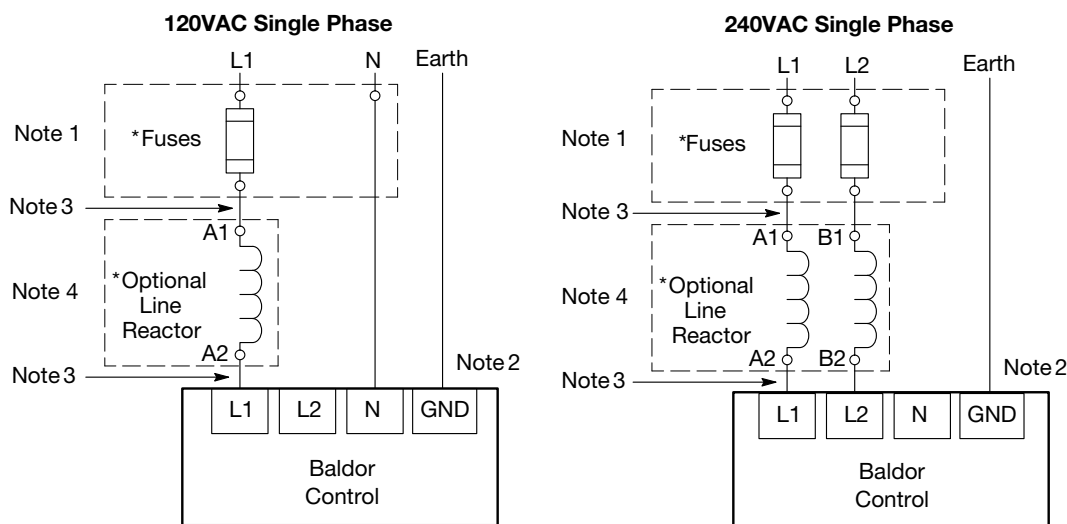 120VAC Single Phase
L1 N Earth
Note 1
*Fuses
Note 3
A1
Note 4
*Optional
Line
Reactor
A2
Note 3
Note 2
L1 L2 N GND
Baldor
Control
240VAC Single Phase
L1 L2 Earth
Note 1
*Fuses
Note 3
A1 B1
Note 4
*Optional
Line
Reactor
A2 B2
Note 3
Note 2
L1 L2 N GND
Baldor
Control